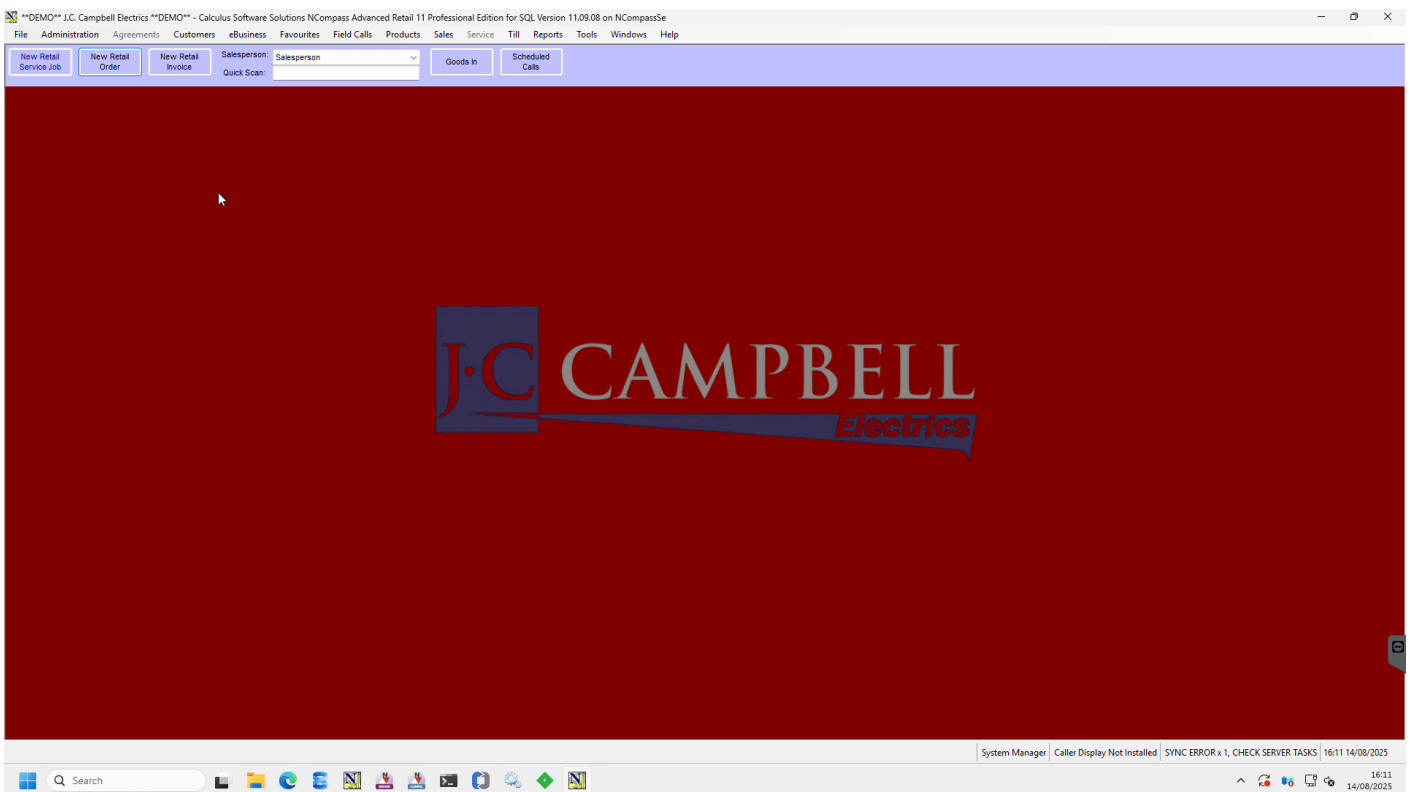 **DEMO** J.C. Campbell Electrics **DEMO** - Calculus Software Solutions NCompass Advanced Retail 11 Professional Edition for SQL Version 11.09.08 on NCompassSe
File Administration Agreements Customers eBusiness Favourites Field Calls Products Sales Service Till Reports Tools Windows Help
New Retail
Service Job
New Retail
Order
New Retail
Invoice
Salesperson: Salesperson
Quick Scan:
Goods In
Scheduled
Calls
J·C CAMPBELL
Electrics
System Manager Caller Display Not Installed SYNC ERROR x 1, CHECK SERVER TASKS 16:11 14/08/2025
Search
16:11
14/08/2025